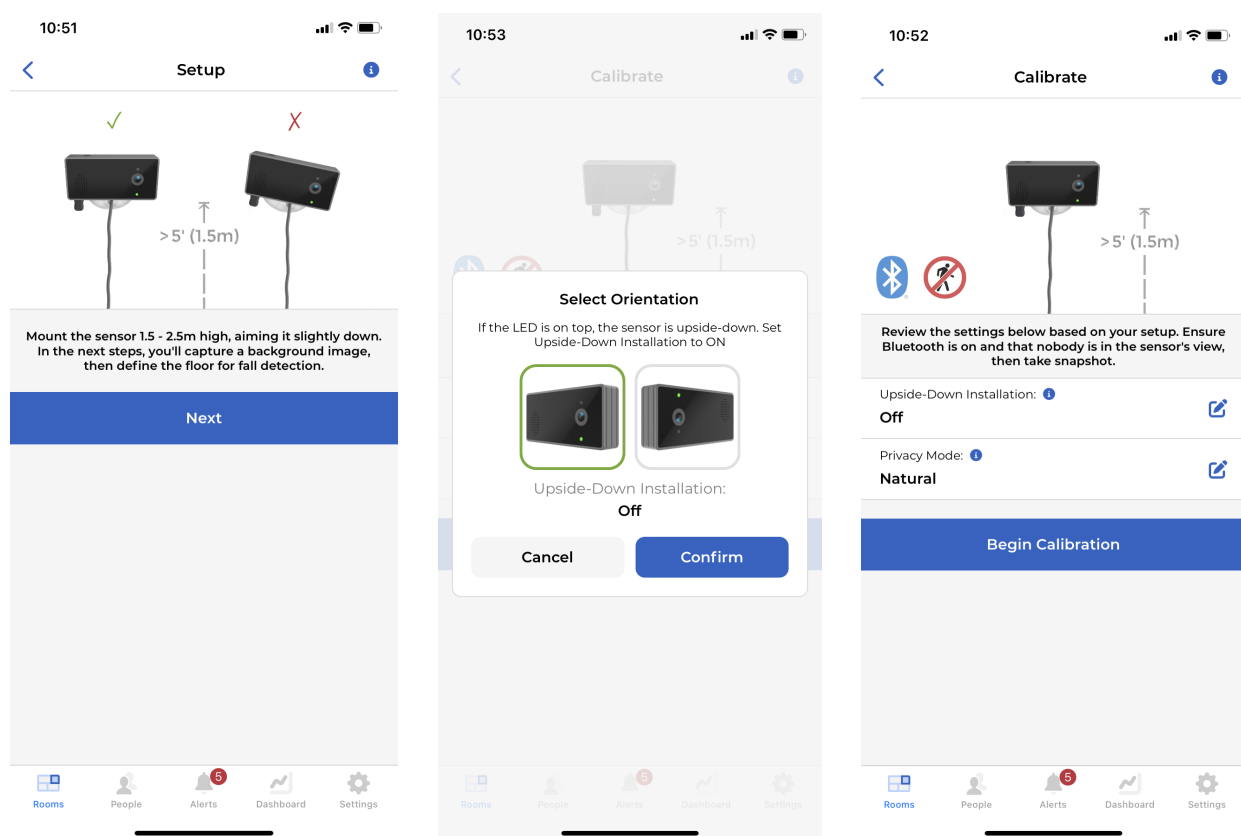 10:51
Setup
> 5' (1.5m)
Mount the sensor 1.5 - 2.5m high, aiming it slightly down.
In the next steps, you'll capture a background image,
then define the floor for fall detection.
Next
5
Rooms
People
Alerts
Dashboard
Settings
10:53
Calibrate
> 5' (1.5m)
Select Orientation
If the LED is on top, the sensor is upside-down. Set
Upside-Down Installation to ON
Upside-Down Installation:
Off
Cancel
Confirm
5
Rooms
People
Alerts
Dashboard
Settings
10:52
Calibrate
> 5' (1.5m)
Review the settings below based on your setup. Ensure
Bluetooth is on and that nobody is in the sensor's view,
then take snapshot.
Upside-Down Installation:
Off
Privacy Mode:
Natural
Begin Calibration
5
Rooms
People
Alerts
Dashboard
Settings